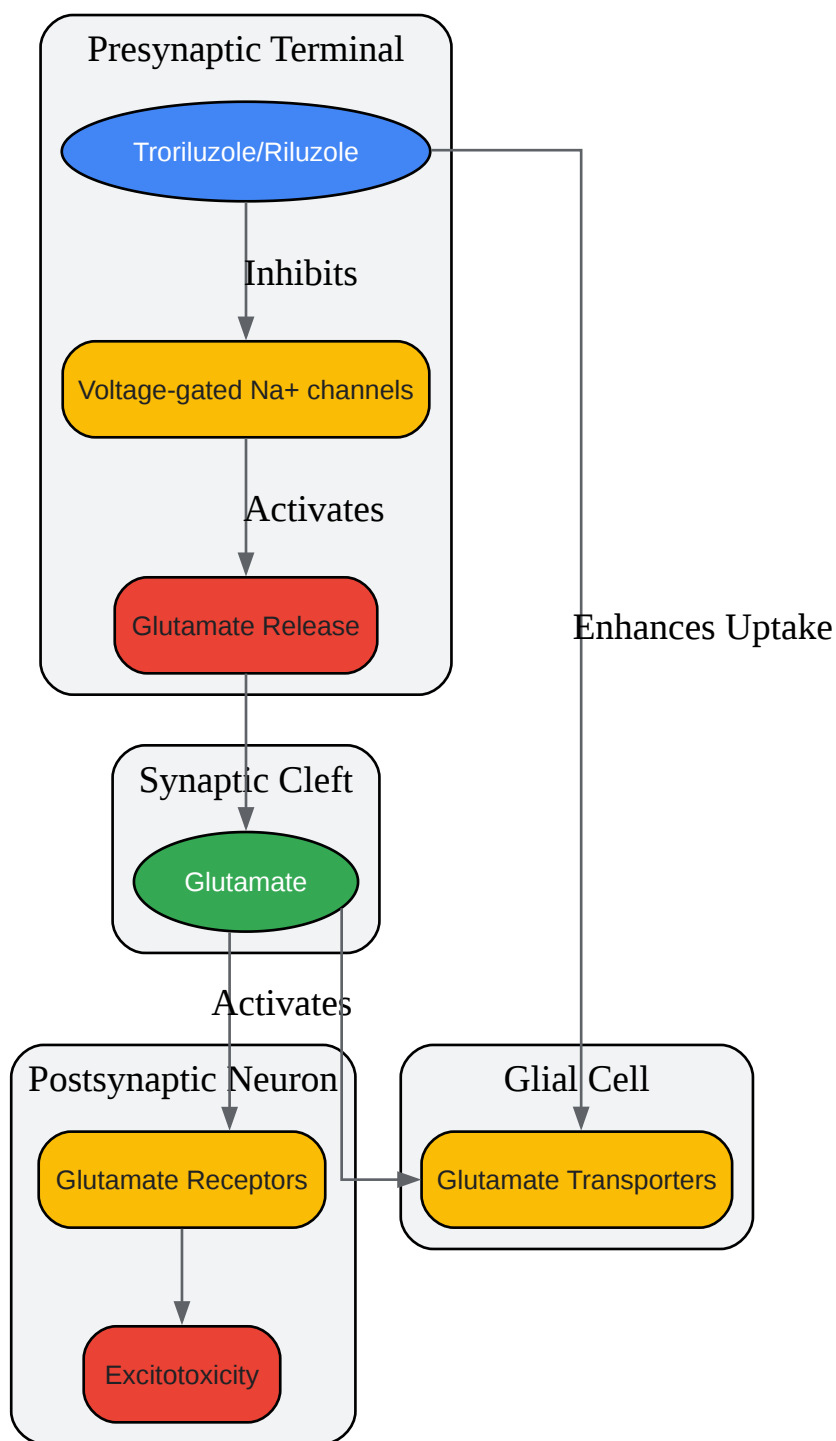 Presynaptic Terminal
Troriluzole/Riluzole
Inhibits
Voltage-gated Na+ channels
Activates
Glutamate Release
Enhances Uptake
Synaptic Cleft
Glutamate
Activates
Postsynaptic Neuron
Glial Cell
Glutamate Receptors
Glutamate Transporters
Excitotoxicity